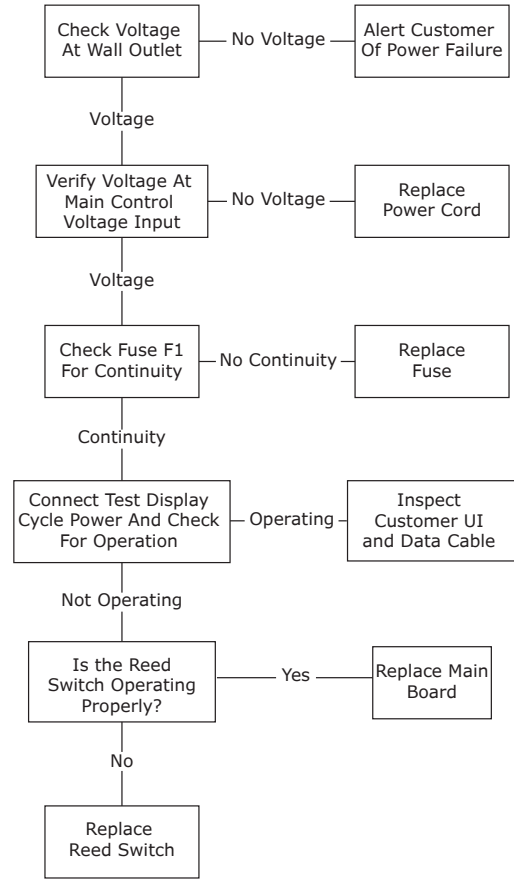 Check Voltage
At Wall Outlet
No Voltage
Alert Customer
Of Power Failure
Voltage
Verify Voltage At
Main Control
Voltage Input
No Voltage
Replace
Power Cord
Voltage
Check Fuse F1
For Continuity
No Continuity
Replace
Fuse
Continuity
Connect Test Display
Cycle Power And Check
For Operation
Operating
Inspect
Customer UI
and Data Cable
Not Operating
Is the Reed
Switch Operating
Properly?
Yes
Replace Main
Board
No
Replace
Reed Switch